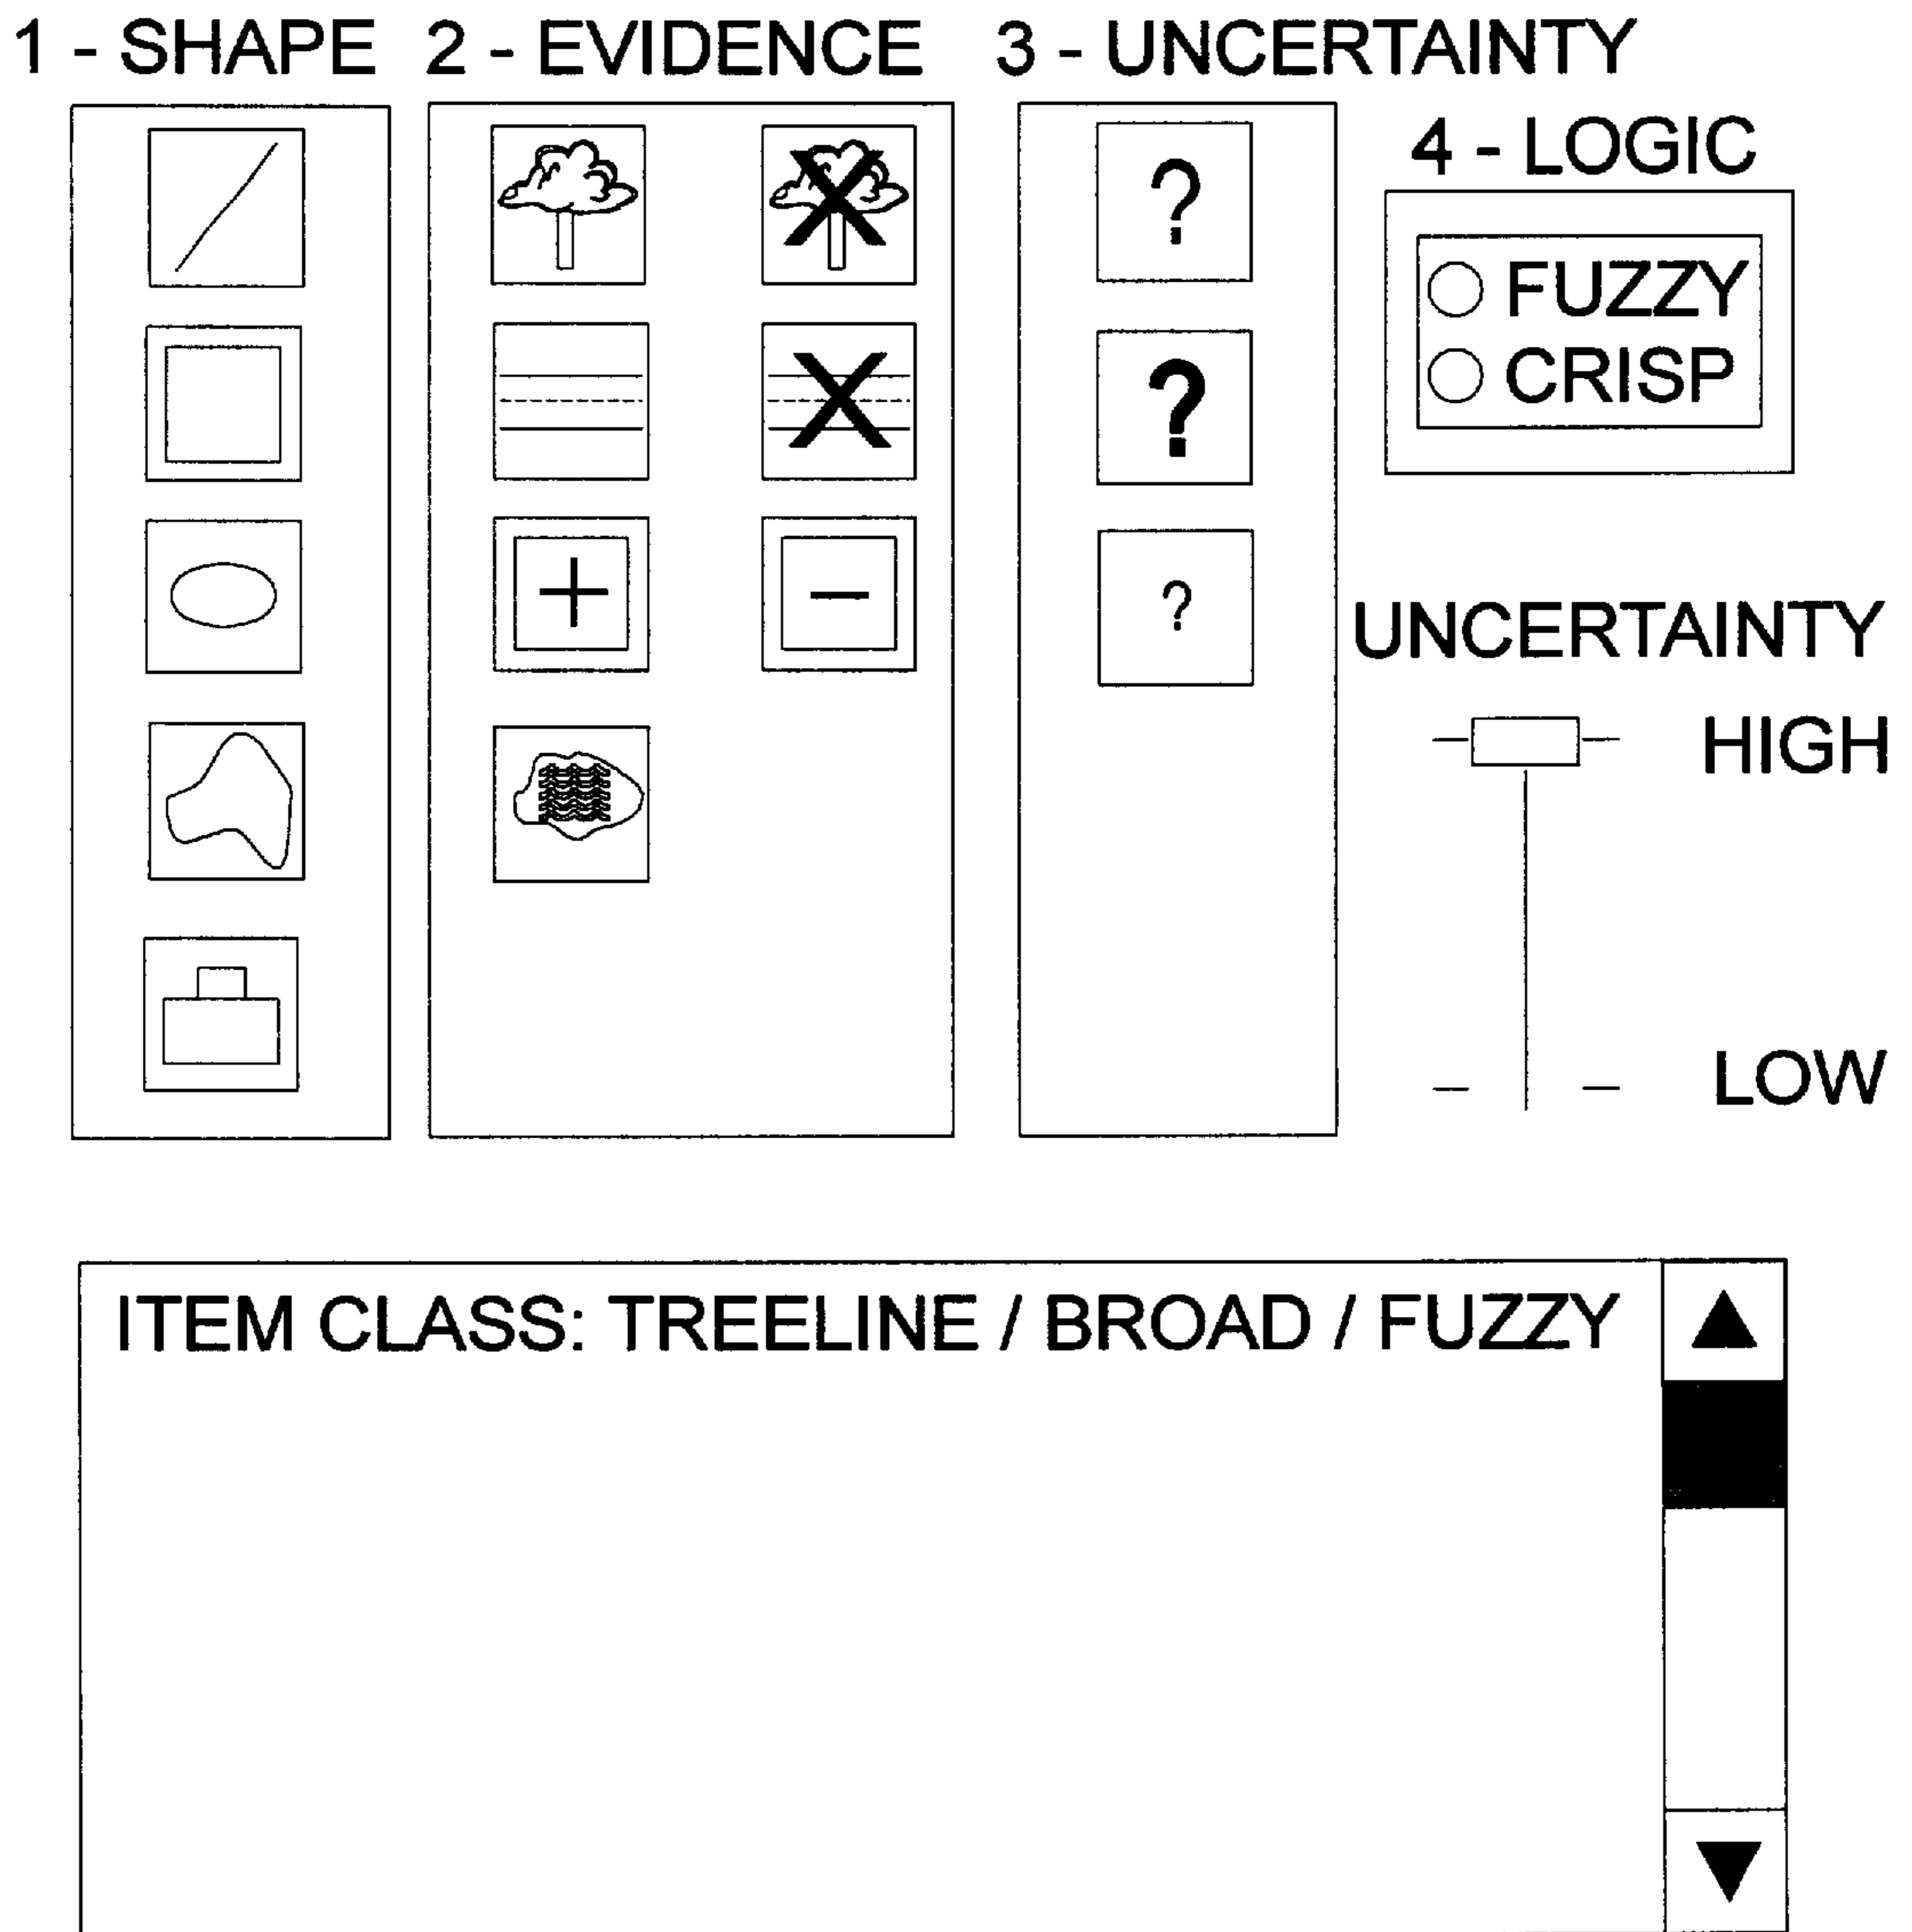 1 - SHAPE 2 - EVIDENCE 3 - UNCERTAINTY
4 - LOGIC
?
FUZZY
?
CRISP
+
-
?
UNCERTAINTY
HIGH
LOW
ITEM CLASS: TREELINE / BROAD / FUZZY